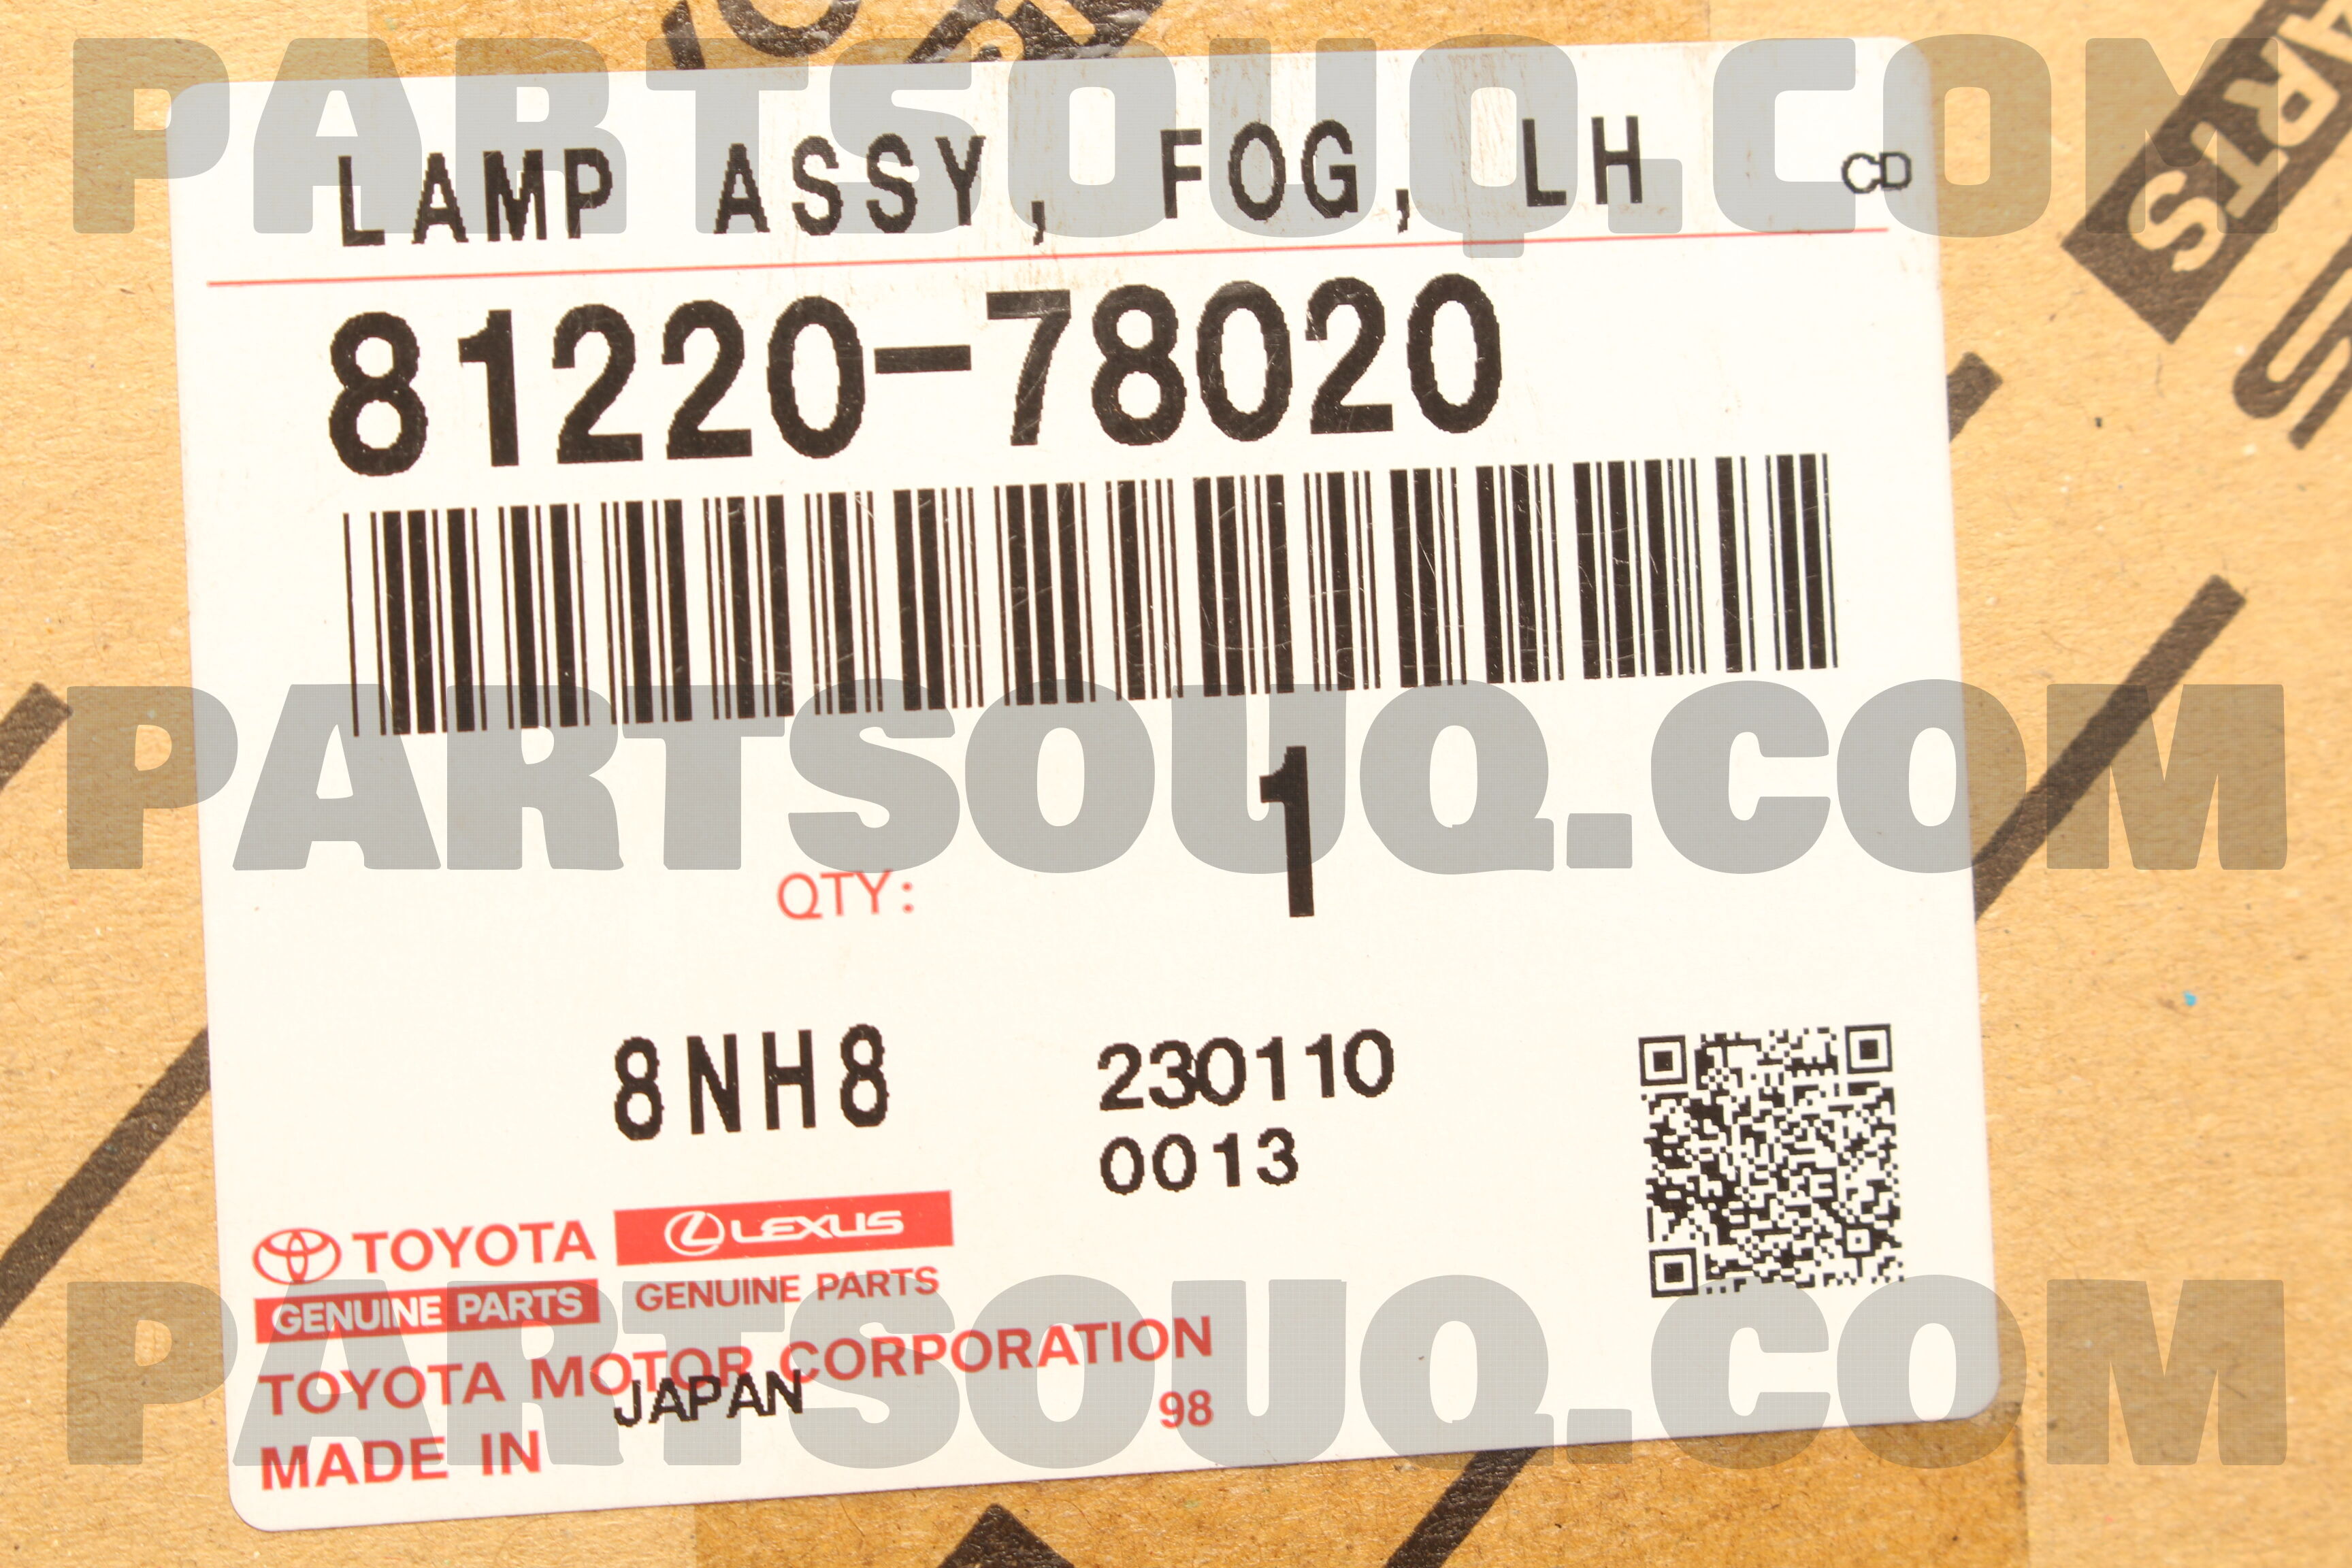 PARTSOUQ.COM
LAMP ASSY, FOG, LH
CD
PARTS
81220-78020
PARTSOUQ.COM
1
QTY:
8NH8
230110
0013
TOYOTA
LEXUS
GENUINE PARTS
GENUINE PARTS
PARTSOUQ.COM
TOYOTA MOTOR CORPORATION
JAPAN
98
MADE IN